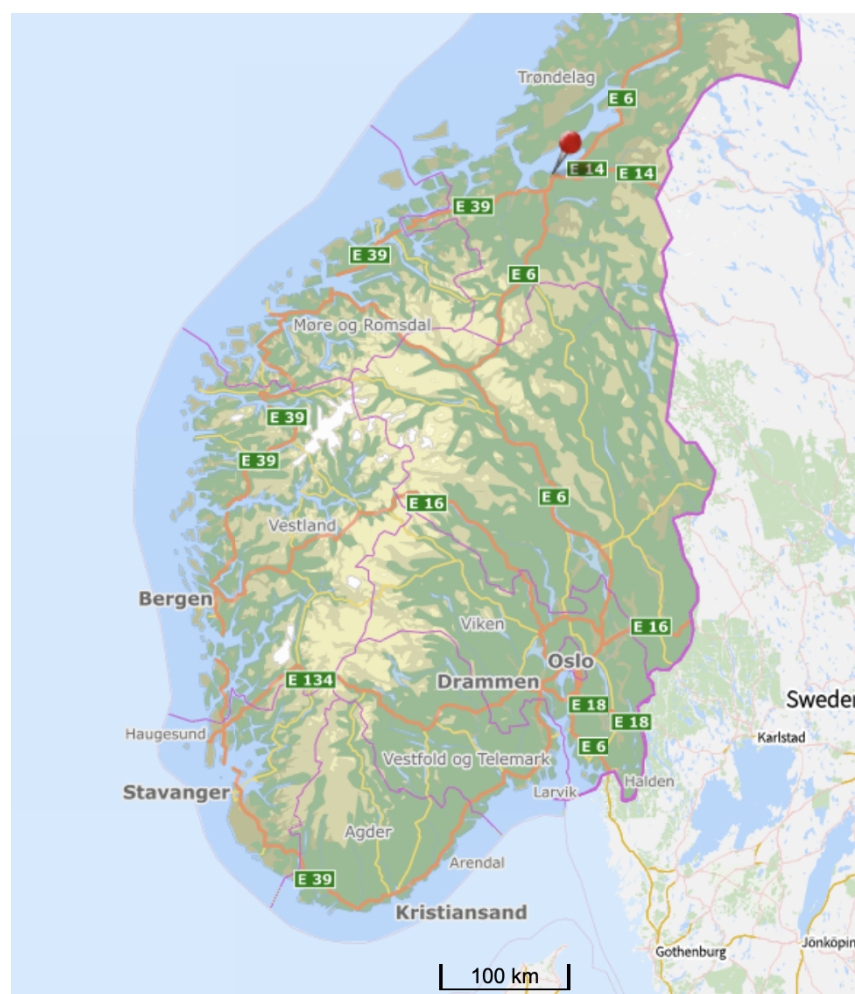 Trøndelag
E 6
E 14
E 14
E 39
E 39
E 6
Møre og Romsdal
E 39
E 39
E 6
E 16
Vestland
Bergen
Viken
E 16
Oslo
E 134
Drammen
Sweden
E 18
E 18
Haugesund
Karlstad
E 6
Vestfold og Telemark
Halden
Stavanger
Larvik
Agder
Arendal
E 39
Kristiansand
Jönköpin
Gothenburg
100 km